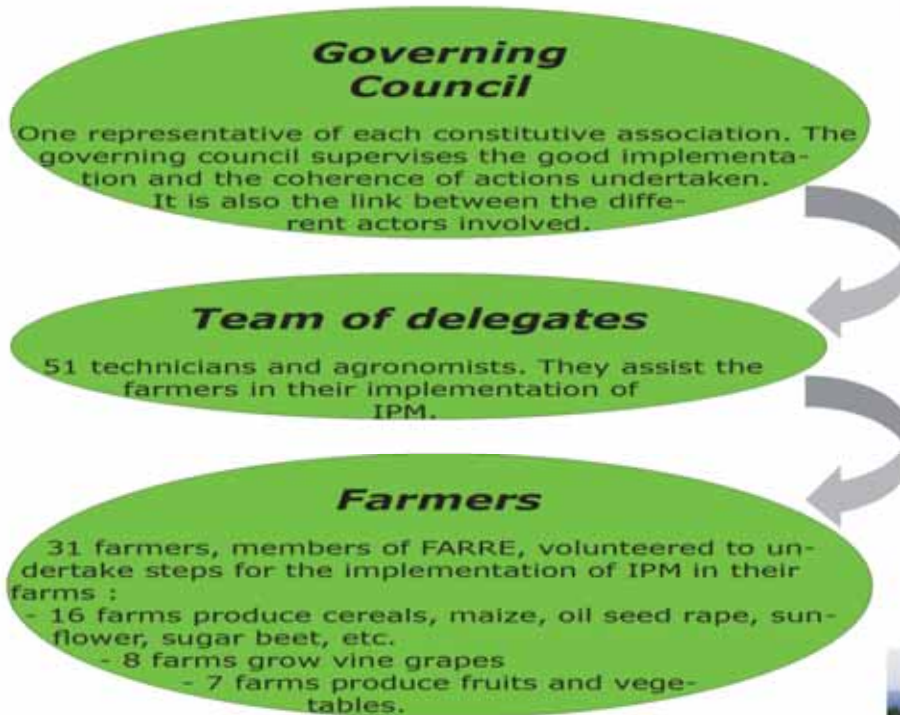 Governing
Council
One representative of each constitutive association. The
governing council supervises the good implementa-
tion and the coherence of actions undertaken.
It is also the link between the diffe-
rent actors involved.
Team of delegates
51 technicians and agronomists. They assist the
farmers in their implementation of
IPM.
Farmers
31 farmers, members of FARRE, volunteered to un-
dertake steps for the implementation of IPM in their
farms :
- 16 farms produce cereals, maize, oil seed rape, sun-
flower, sugar beet, etc.
- 8 farms grow vine grapes
- 7 farms produce fruits and vege-
tables.